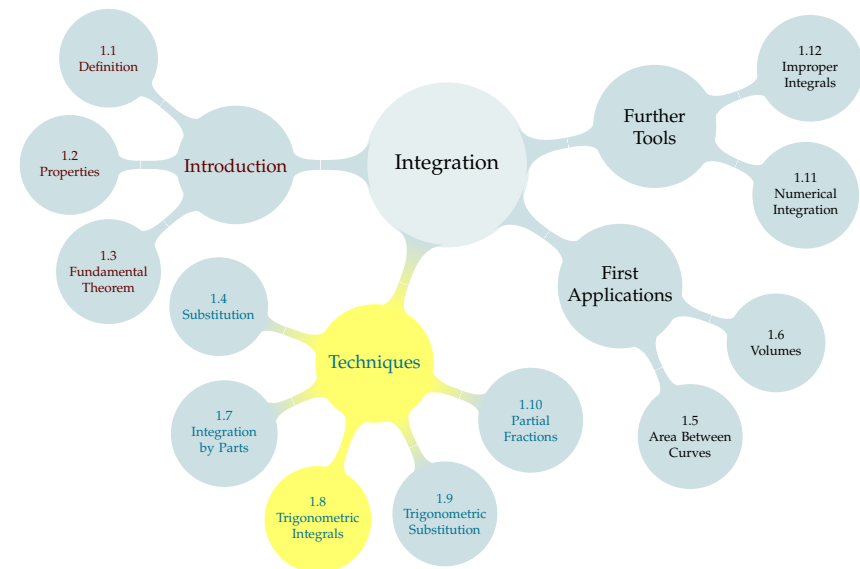 Integration
Introduction
1.1
Definition
1.2
Properties
1.3
Fundamental
Theorem
Techniques
1.4
Substitution
1.7
Integration
by Parts
1.8
Trigonometric
Integrals
1.9
Trigonometric
Substitution
1.10
Partial
Fractions
First
Applications
1.5
Area Between
Curves
1.6
Volumes
Further
Tools
1.11
Numerical
Integration
1.12
Improper
Integrals